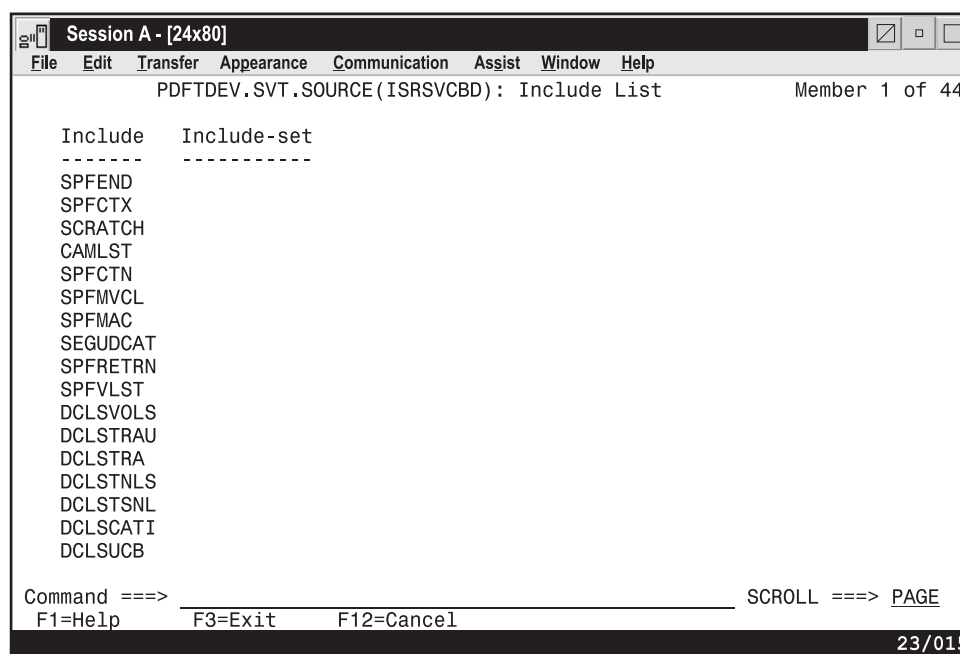 Session A - [24x80]
File Edit Transfer Appearance Communication Assist Window Help
PDFTDEV.SVT.SOURCE(ISRSVCBD): Include List Member 1 of 44
Include Include-set
------- -----------
SPFEND
SPFCTX
SCRATCH
CAMLST
SPFCTN
SPFMVCL
SPFMAC
SEGUDCAT
SPFRETRN
SPFVLST
DCLSVOLS
DCLSTRAU
DCLSTRA
DCLSTNLS
DCLSTSNL
DCLSCATI
DCLSUCB
Command ===> SCROLL ===> PAGE
F1=Help F3=Exit F12=Cancel
23/015